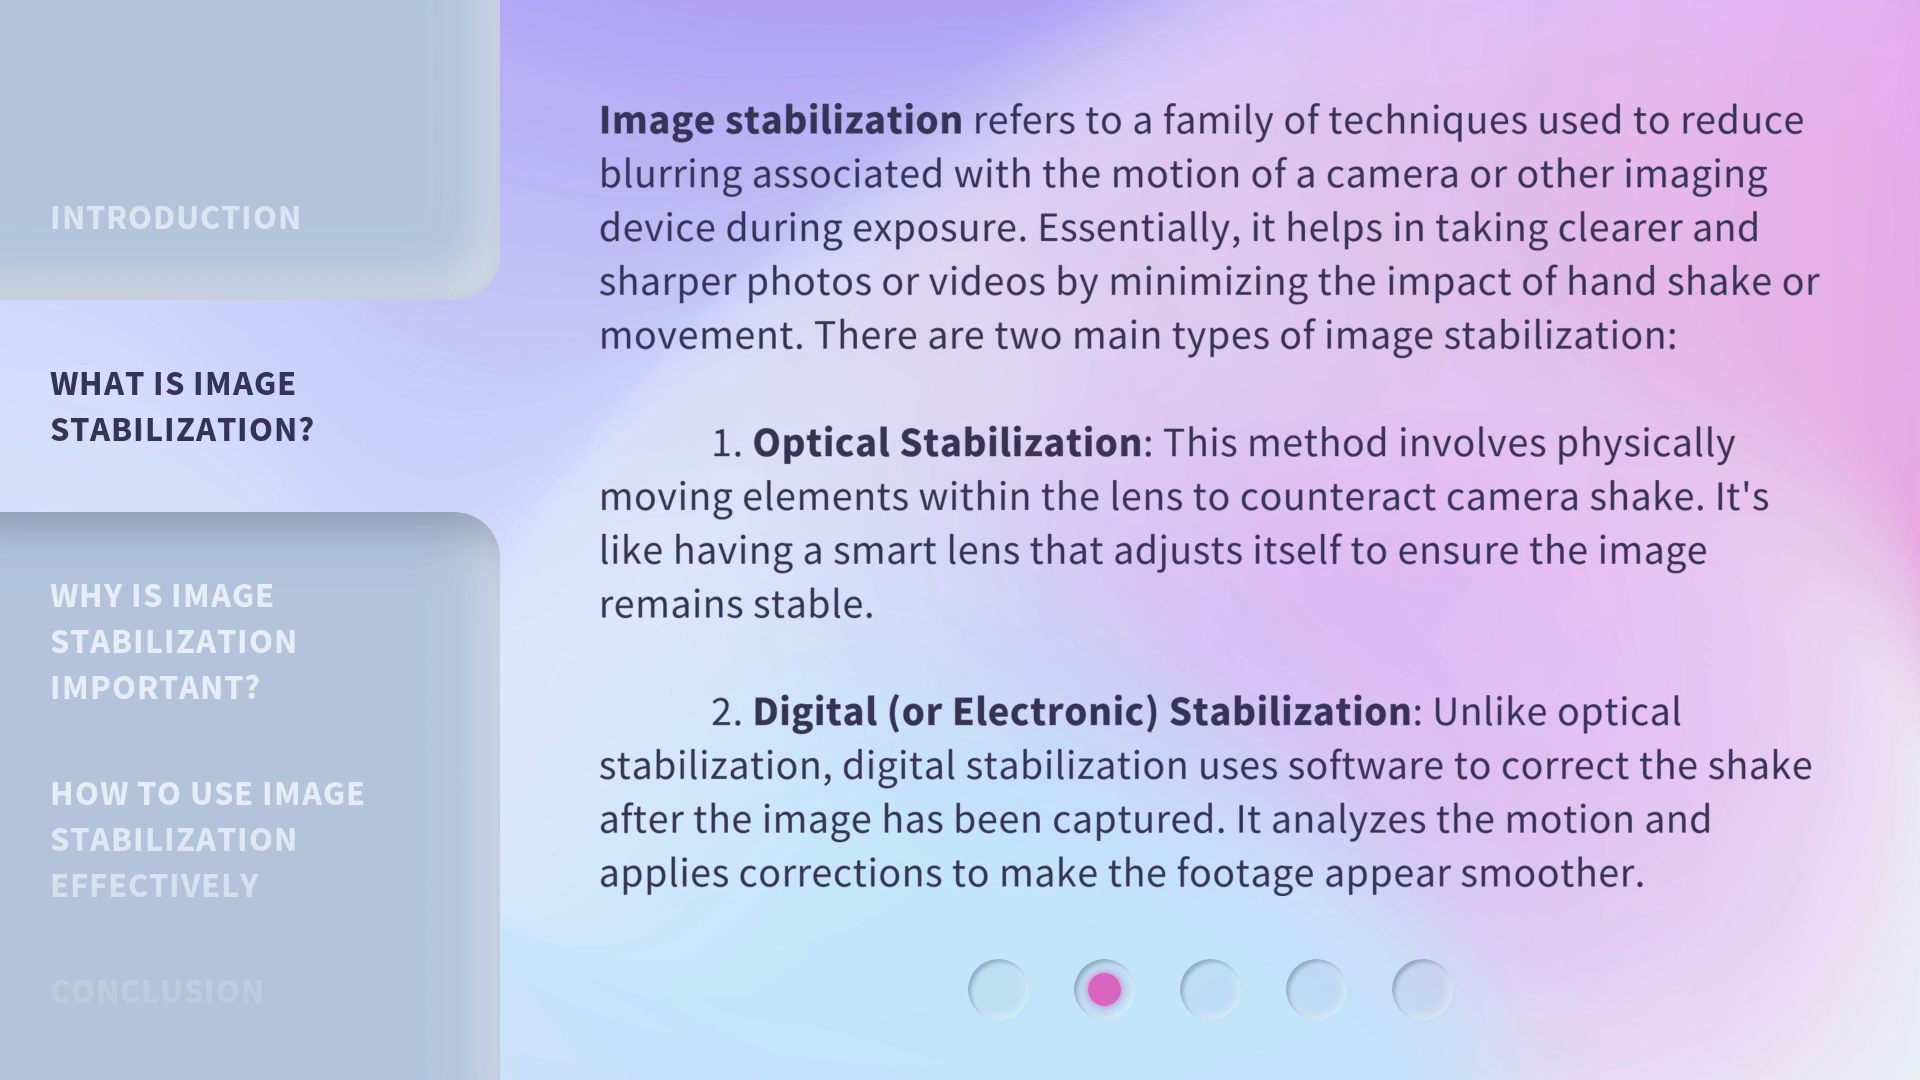 INTRODUCTION
WHAT IS IMAGE
STABILIZATION?
WHY IS IMAGE
STABILIZATION
IMPORTANT?
HOW TO USE IMAGE
STABILIZATION
EFFECTIVELY
CONCLUSION
Image stabilization refers to a family of techniques used to reduce
blurring associated with the motion of a camera or other imaging
device during exposure. Essentially, it helps in taking clearer and
sharper photos or videos by minimizing the impact of hand shake or
movement. There are two main types of image stabilization:
1. Optical Stabilization: This method involves physically
moving elements within the lens to counteract camera shake. It's
like having a smart lens that adjusts itself to ensure the image
remains stable.
2. Digital (or Electronic) Stabilization: Unlike optical
stabilization, digital stabilization uses software to correct the shake
after the image has been captured. It analyzes the motion and
applies corrections to make the footage appear smoother.